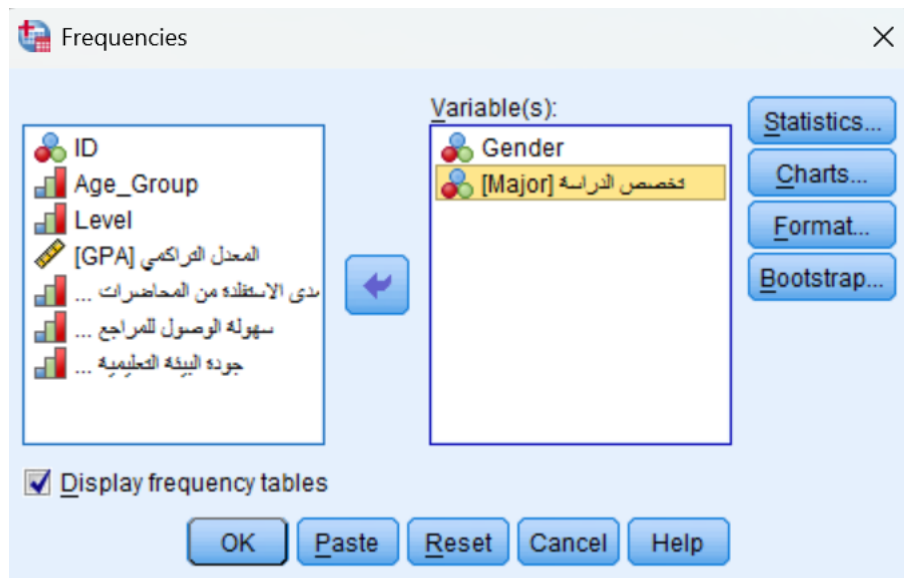 Frequencies
Variable(s):
ID
Age_Group
Level
المعدل التراكمي [GPA]
مدى الاستفلدة من المحاضرات ...
سهولة الوصول للمراجع ...
جودة البيئة التعليمية ...
Gender
تخصص الدراسة [Major]
Statistics...
Charts...
Format...
Bootstrap...
Display frequency tables
OK
Paste
Reset
Cancel
Help